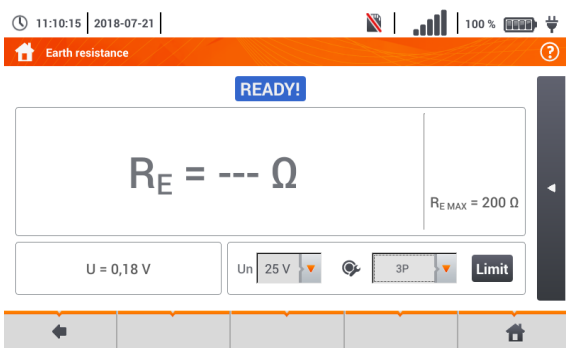 11:10:15 2018-07-21 100 %
Earth resistance
READY!
RE = --- Ω
RE MAX = 200 Ω
U = 0,18 V
Un 25 V 3P Limit